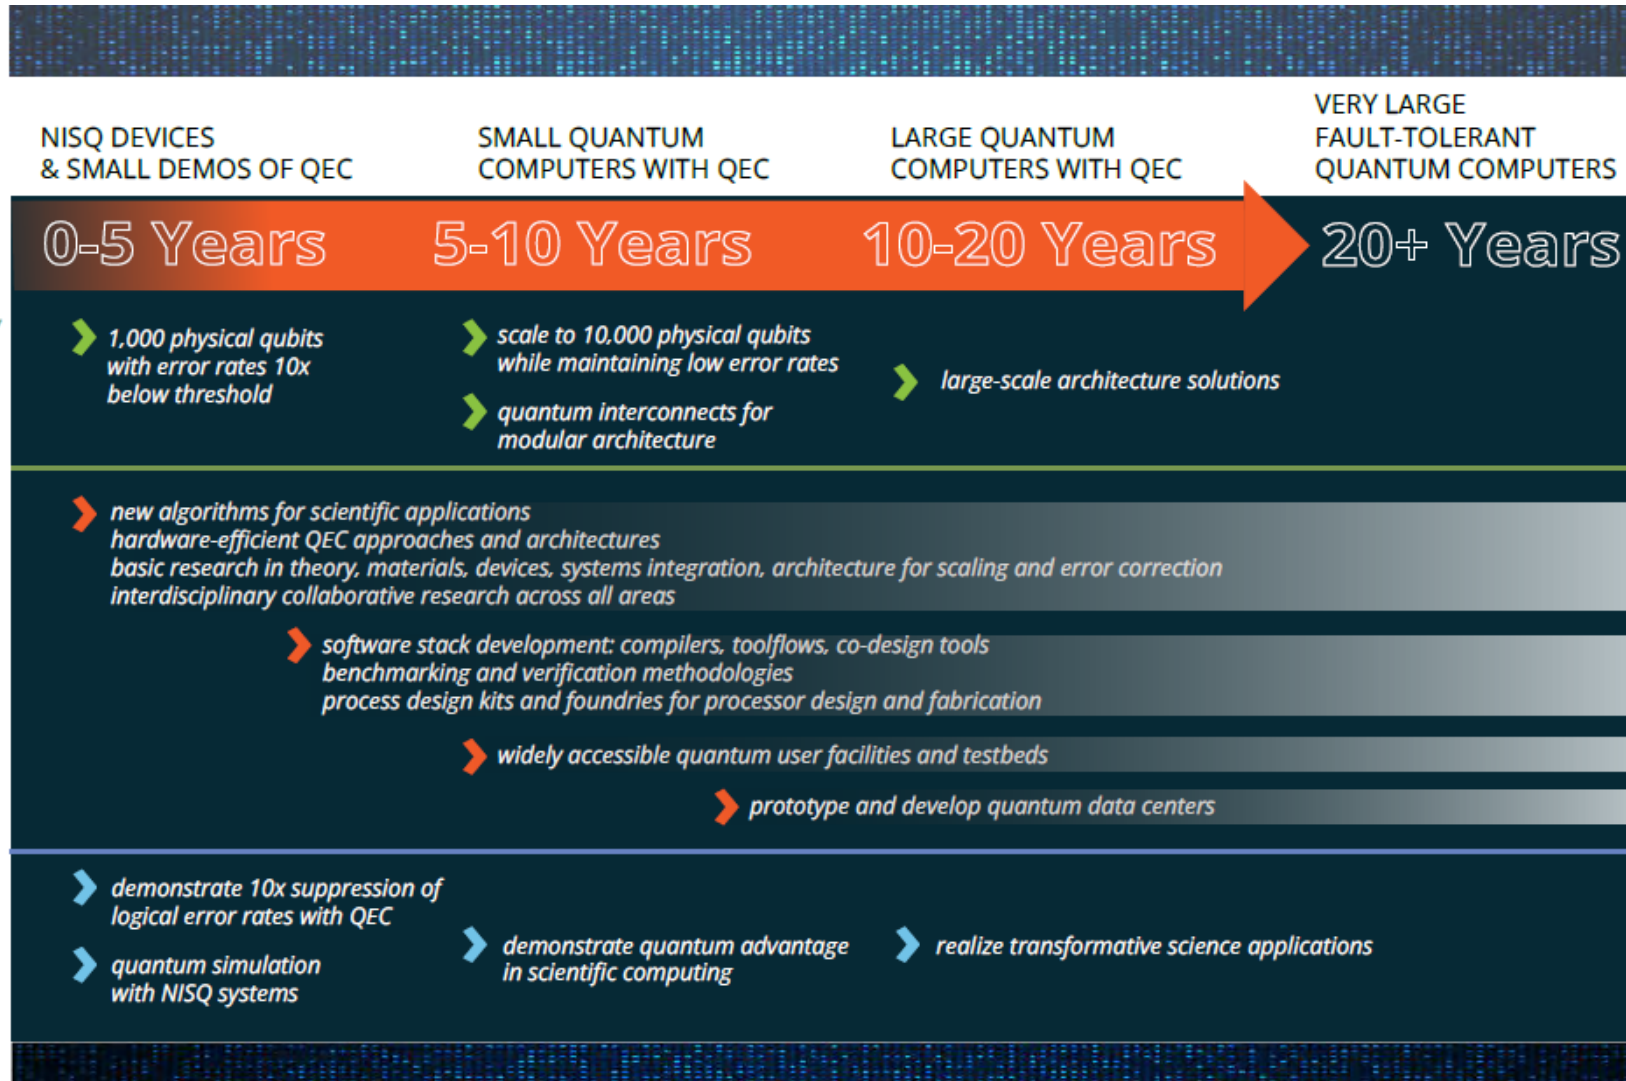 NISQ DEVICES
& SMALL DEMOS OF QEC
SMALL QUANTUM
COMPUTERS WITH QEC
LARGE QUANTUM
COMPUTERS WITH QEC
VERY LARGE
FAULT-TOLERANT
QUANTUM COMPUTERS
0-5 Years
5-10 Years
10-20 Years
20+ Years
1,000 physical qubits
with error rates 10x
below threshold
scale to 10,000 physical qubits
while maintaining low error rates
quantum interconnects for
modular architecture
large-scale architecture solutions
new algorithms for scientific applications
hardware-efficient QEC approaches and architectures
basic research in theory, materials, devices, systems integration, architecture for scaling and error correction
interdisciplinary collaborative research across all areas
software stack development: compilers, toolflows, co-design tools
benchmarking and verification methodologies
process design kits and foundries for processor design and fabrication
widely accessible quantum user facilities and testbeds
prototype and develop quantum data centers
demonstrate 10x suppression of
logical error rates with QEC
quantum simulation
with NISQ systems
demonstrate quantum advantage
in scientific computing
realize transformative science applications